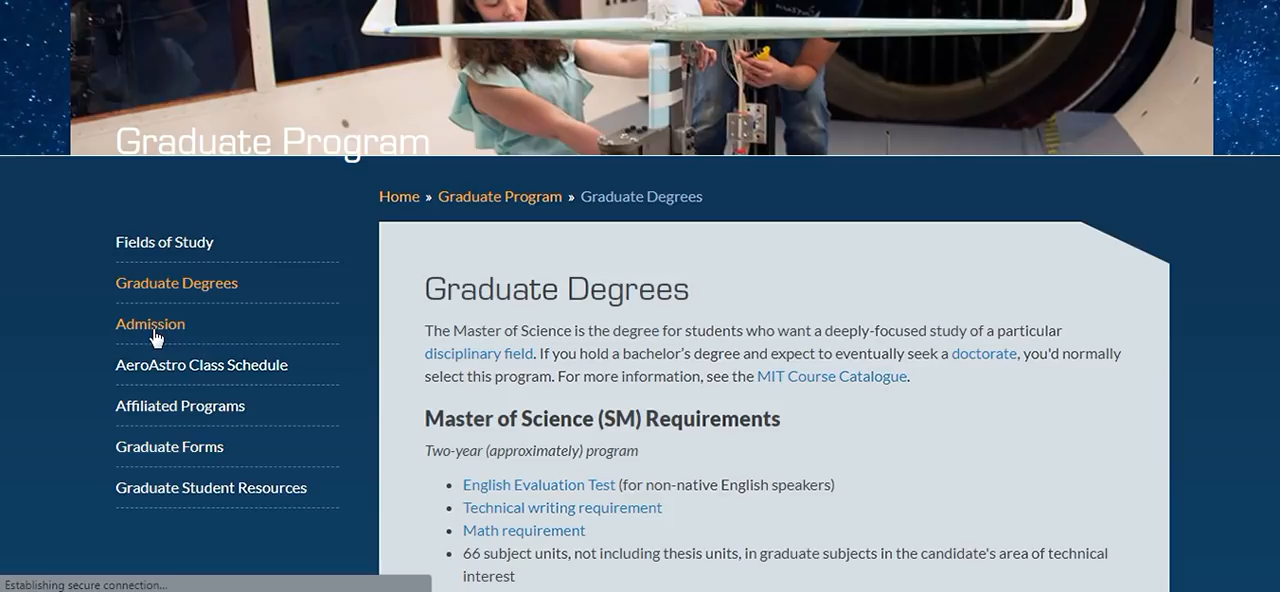 Graduate Program
Home » Graduate Program » Graduate Degrees
Fields of Study
Graduate Degrees
Admission
AeroAstro Class Schedule
Affiliated Programs
Graduate Forms
Graduate Student Resources
Graduate Degrees
The Master of Science is the degree for students who want a deeply-focused study of a particular
disciplinary field. If you hold a bachelor's degree and expect to eventually seek a doctorate, you'd normally
select this program. For more information, see the MIT Course Catalogue.
Master of Science (SM) Requirements
Two-year (approximately) program
• English Evaluation Test (for non-native English speakers)
• Technical writing requirement
• Math requirement
• 66 subject units, not including thesis units, in graduate subjects in the candidate's area of technical
interest
Establishing secure connection...